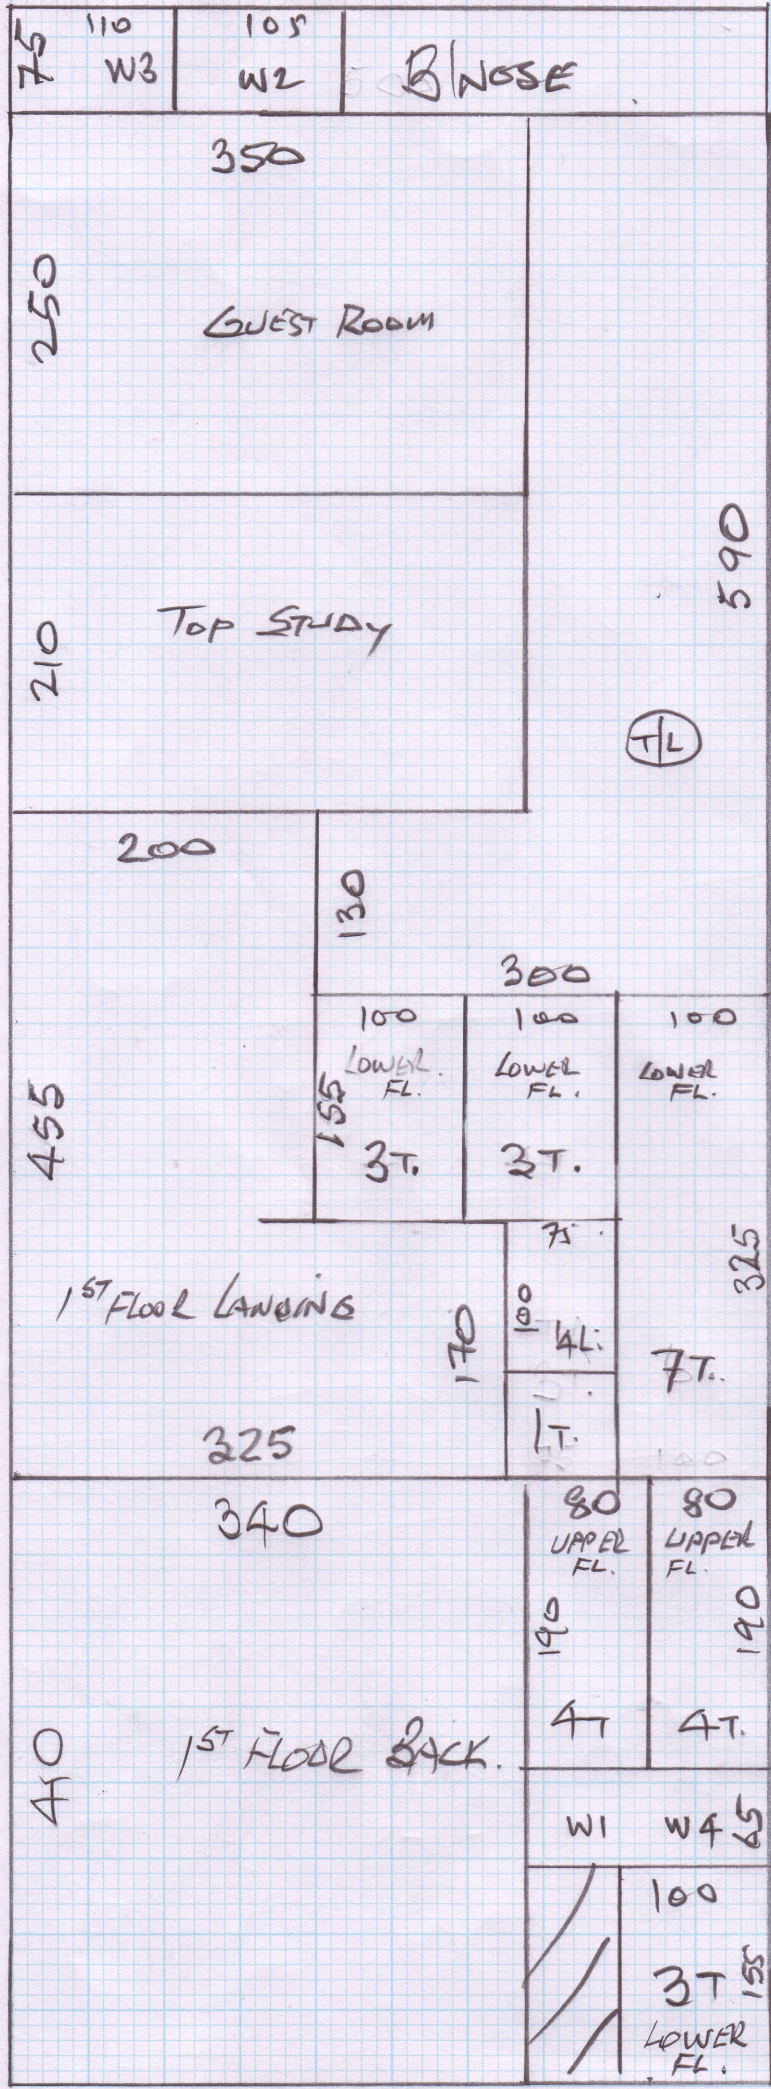 75 110 105
W3 W2 B/NOSE
350
250
GUEST ROOM
590
TOP STUDY
210
T/L
200
130
300
100 100 100
LOWER FL. LOWER FL. LOWER FL.
155
3T. 3T.
455
75
325
1ST FLOOR LANDING
100
170
4L.
7T.
325
1T.
340
80 80
UPPER FL. UPPER FL.
190 190
4T 4T.
1ST FLOOR BACK.
410
W1 W4 65
100
3T 155
LOWER
FL.